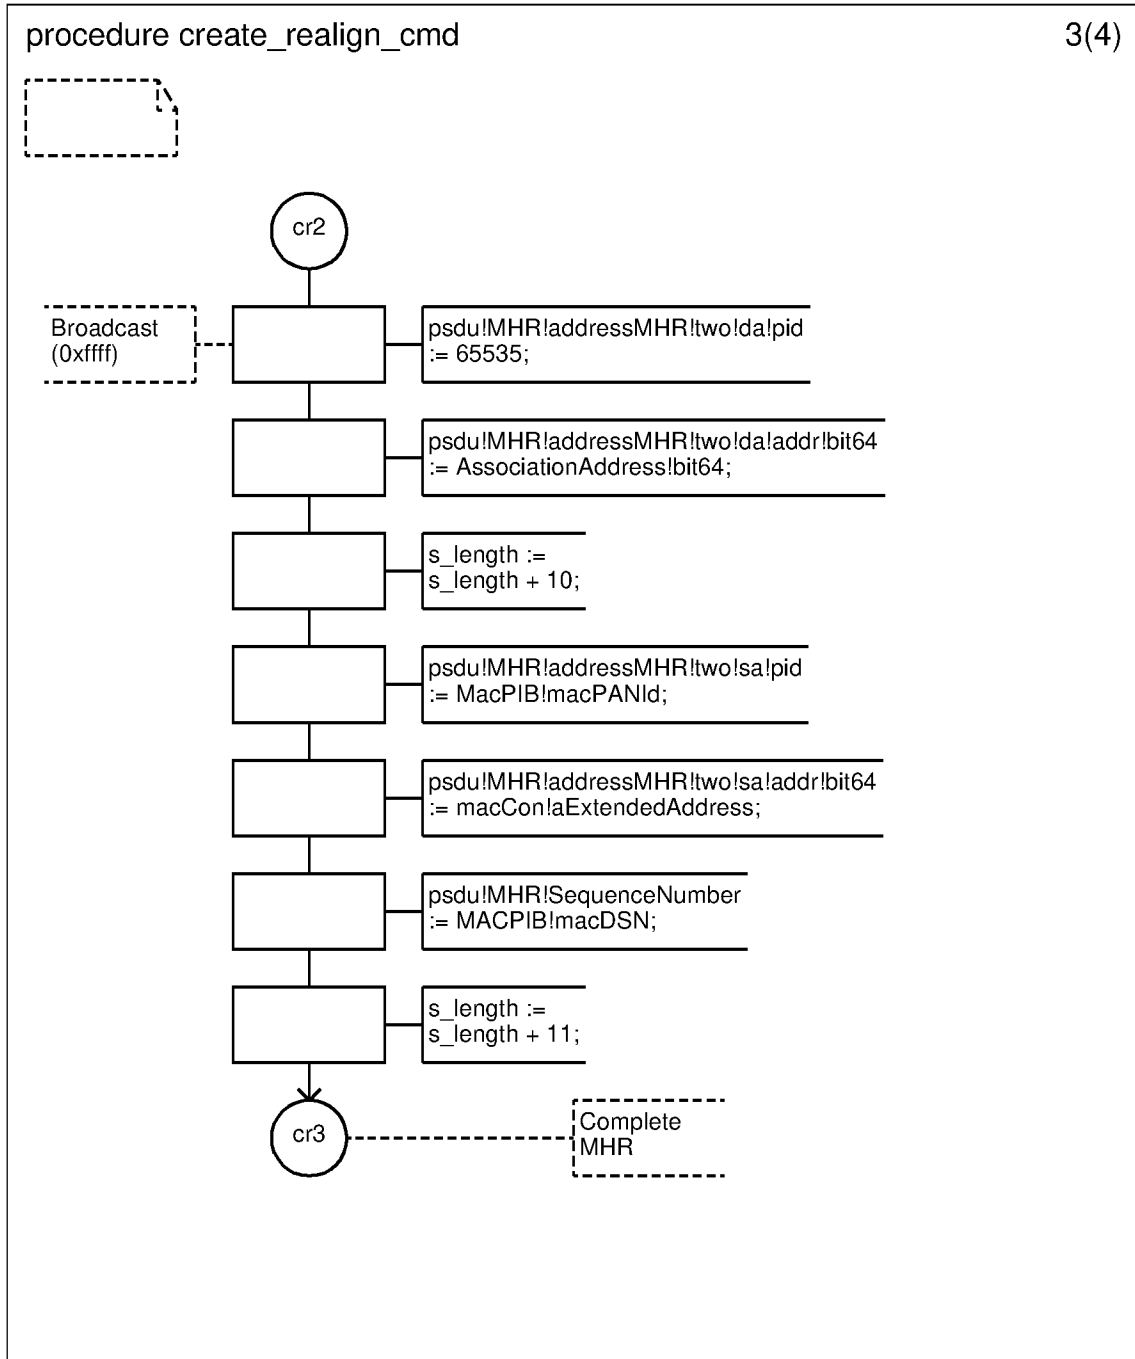 procedure create_realign_cmd
3(4)
cr2
Broadcast
(0xffff)
psdu!MHR!addressMHR!two!da!pid
:= 65535;
psdu!MHR!addressMHR!two!da!addr!bit64
:= AssociationAddress!bit64;
s_length :=
s_length + 10;
psdu!MHR!addressMHR!two!sa!pid
:= MacPIB!macPANId;
psdu!MHR!addressMHR!two!sa!addr!bit64
:= macCon!aExtendedAddress;
psdu!MHR!SequenceNumber
:= MACPIB!macDSN;
s_length :=
s_length + 11;
cr3
Complete
MHR